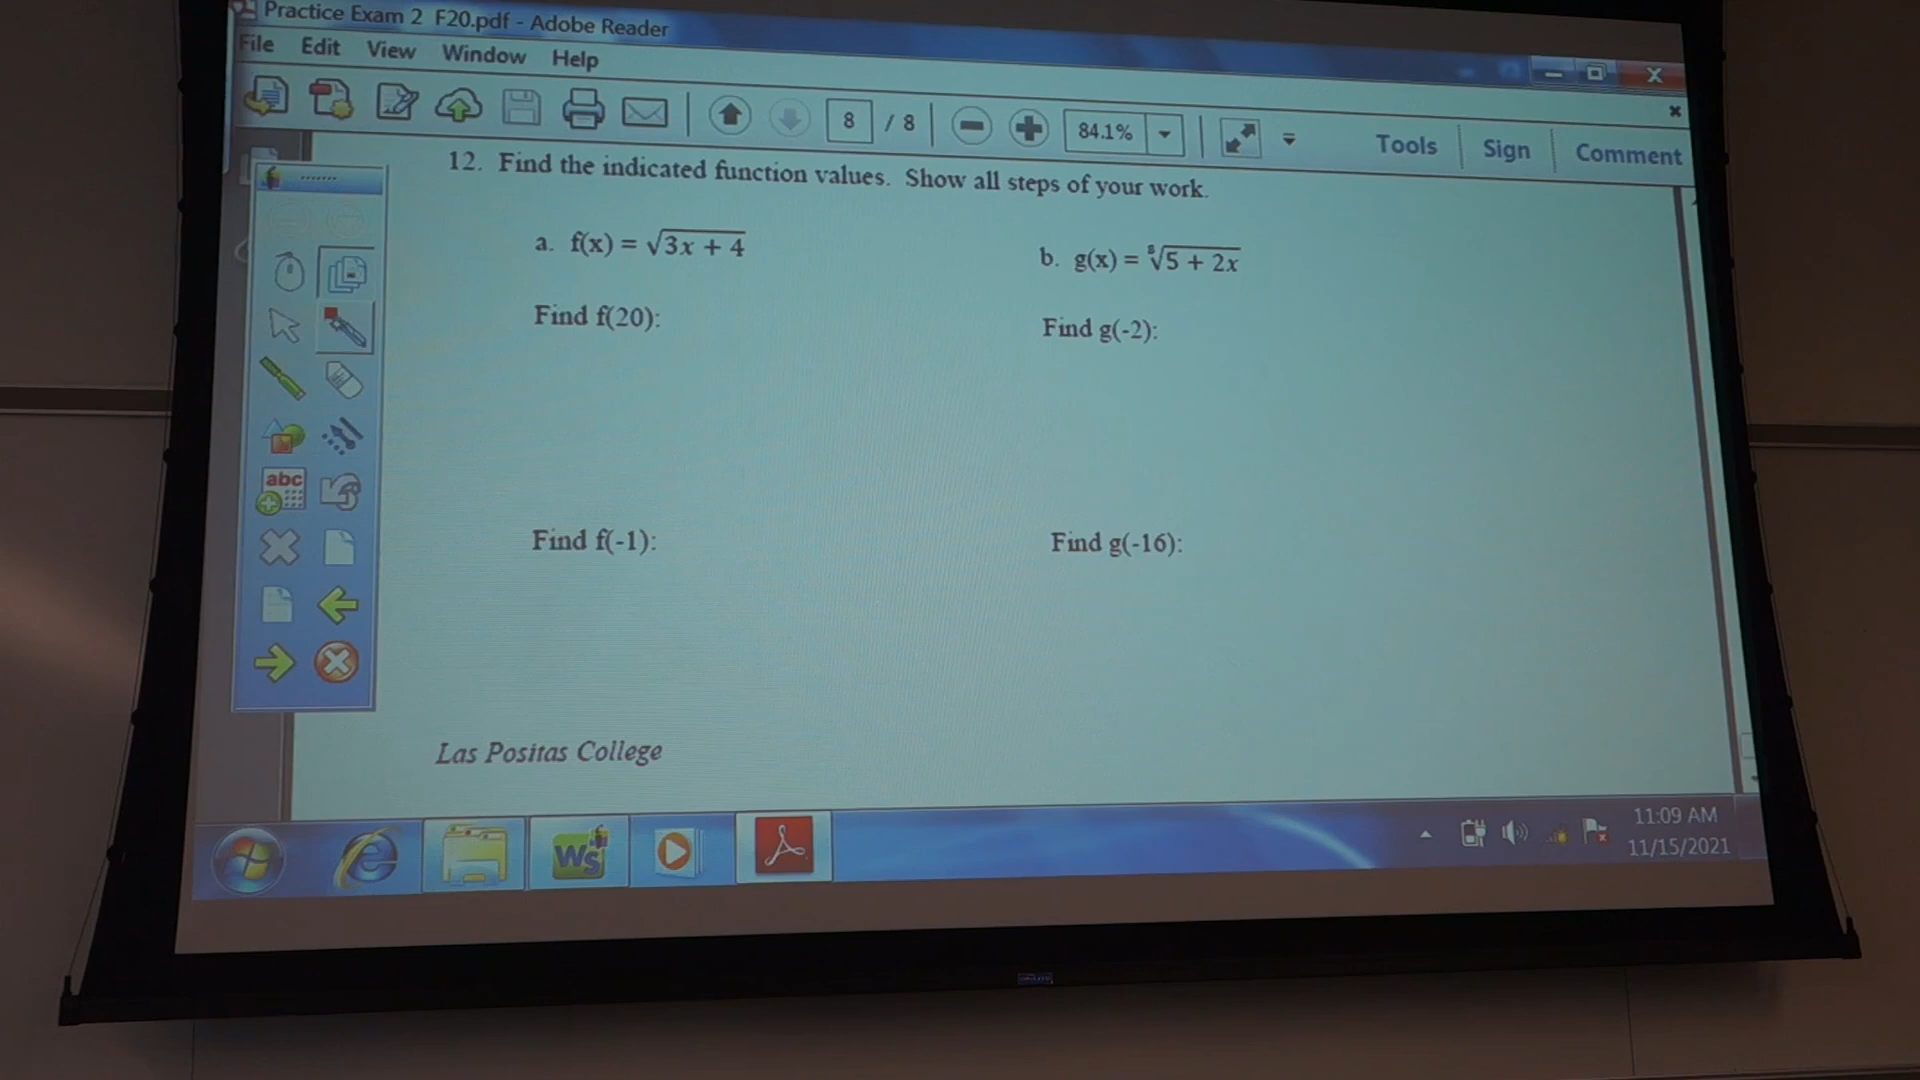 Practice Exam 2 F20.pdf - Adobe Reader
File Edit View Window Help
8 / 8 84.1% Tools Sign Comment
12. Find the indicated function values. Show all steps of your work.
a. f(x) = √3x + 4
b. g(x) = ⁵√5 + 2x
Find f(20):
Find g(-2):
abc
Find f(-1):
Find g(-16):
Las Positas College
WS
11:09 AM
11/15/2021